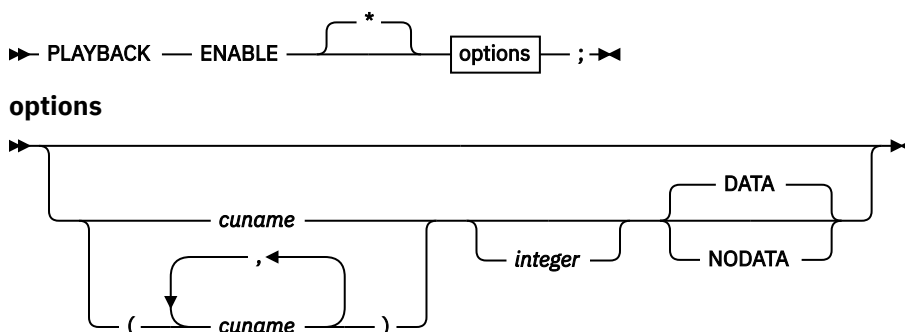 *
PLAYBACK ENABLE options ;
options
DATA
cuname
, integer NODATA
( cuname )